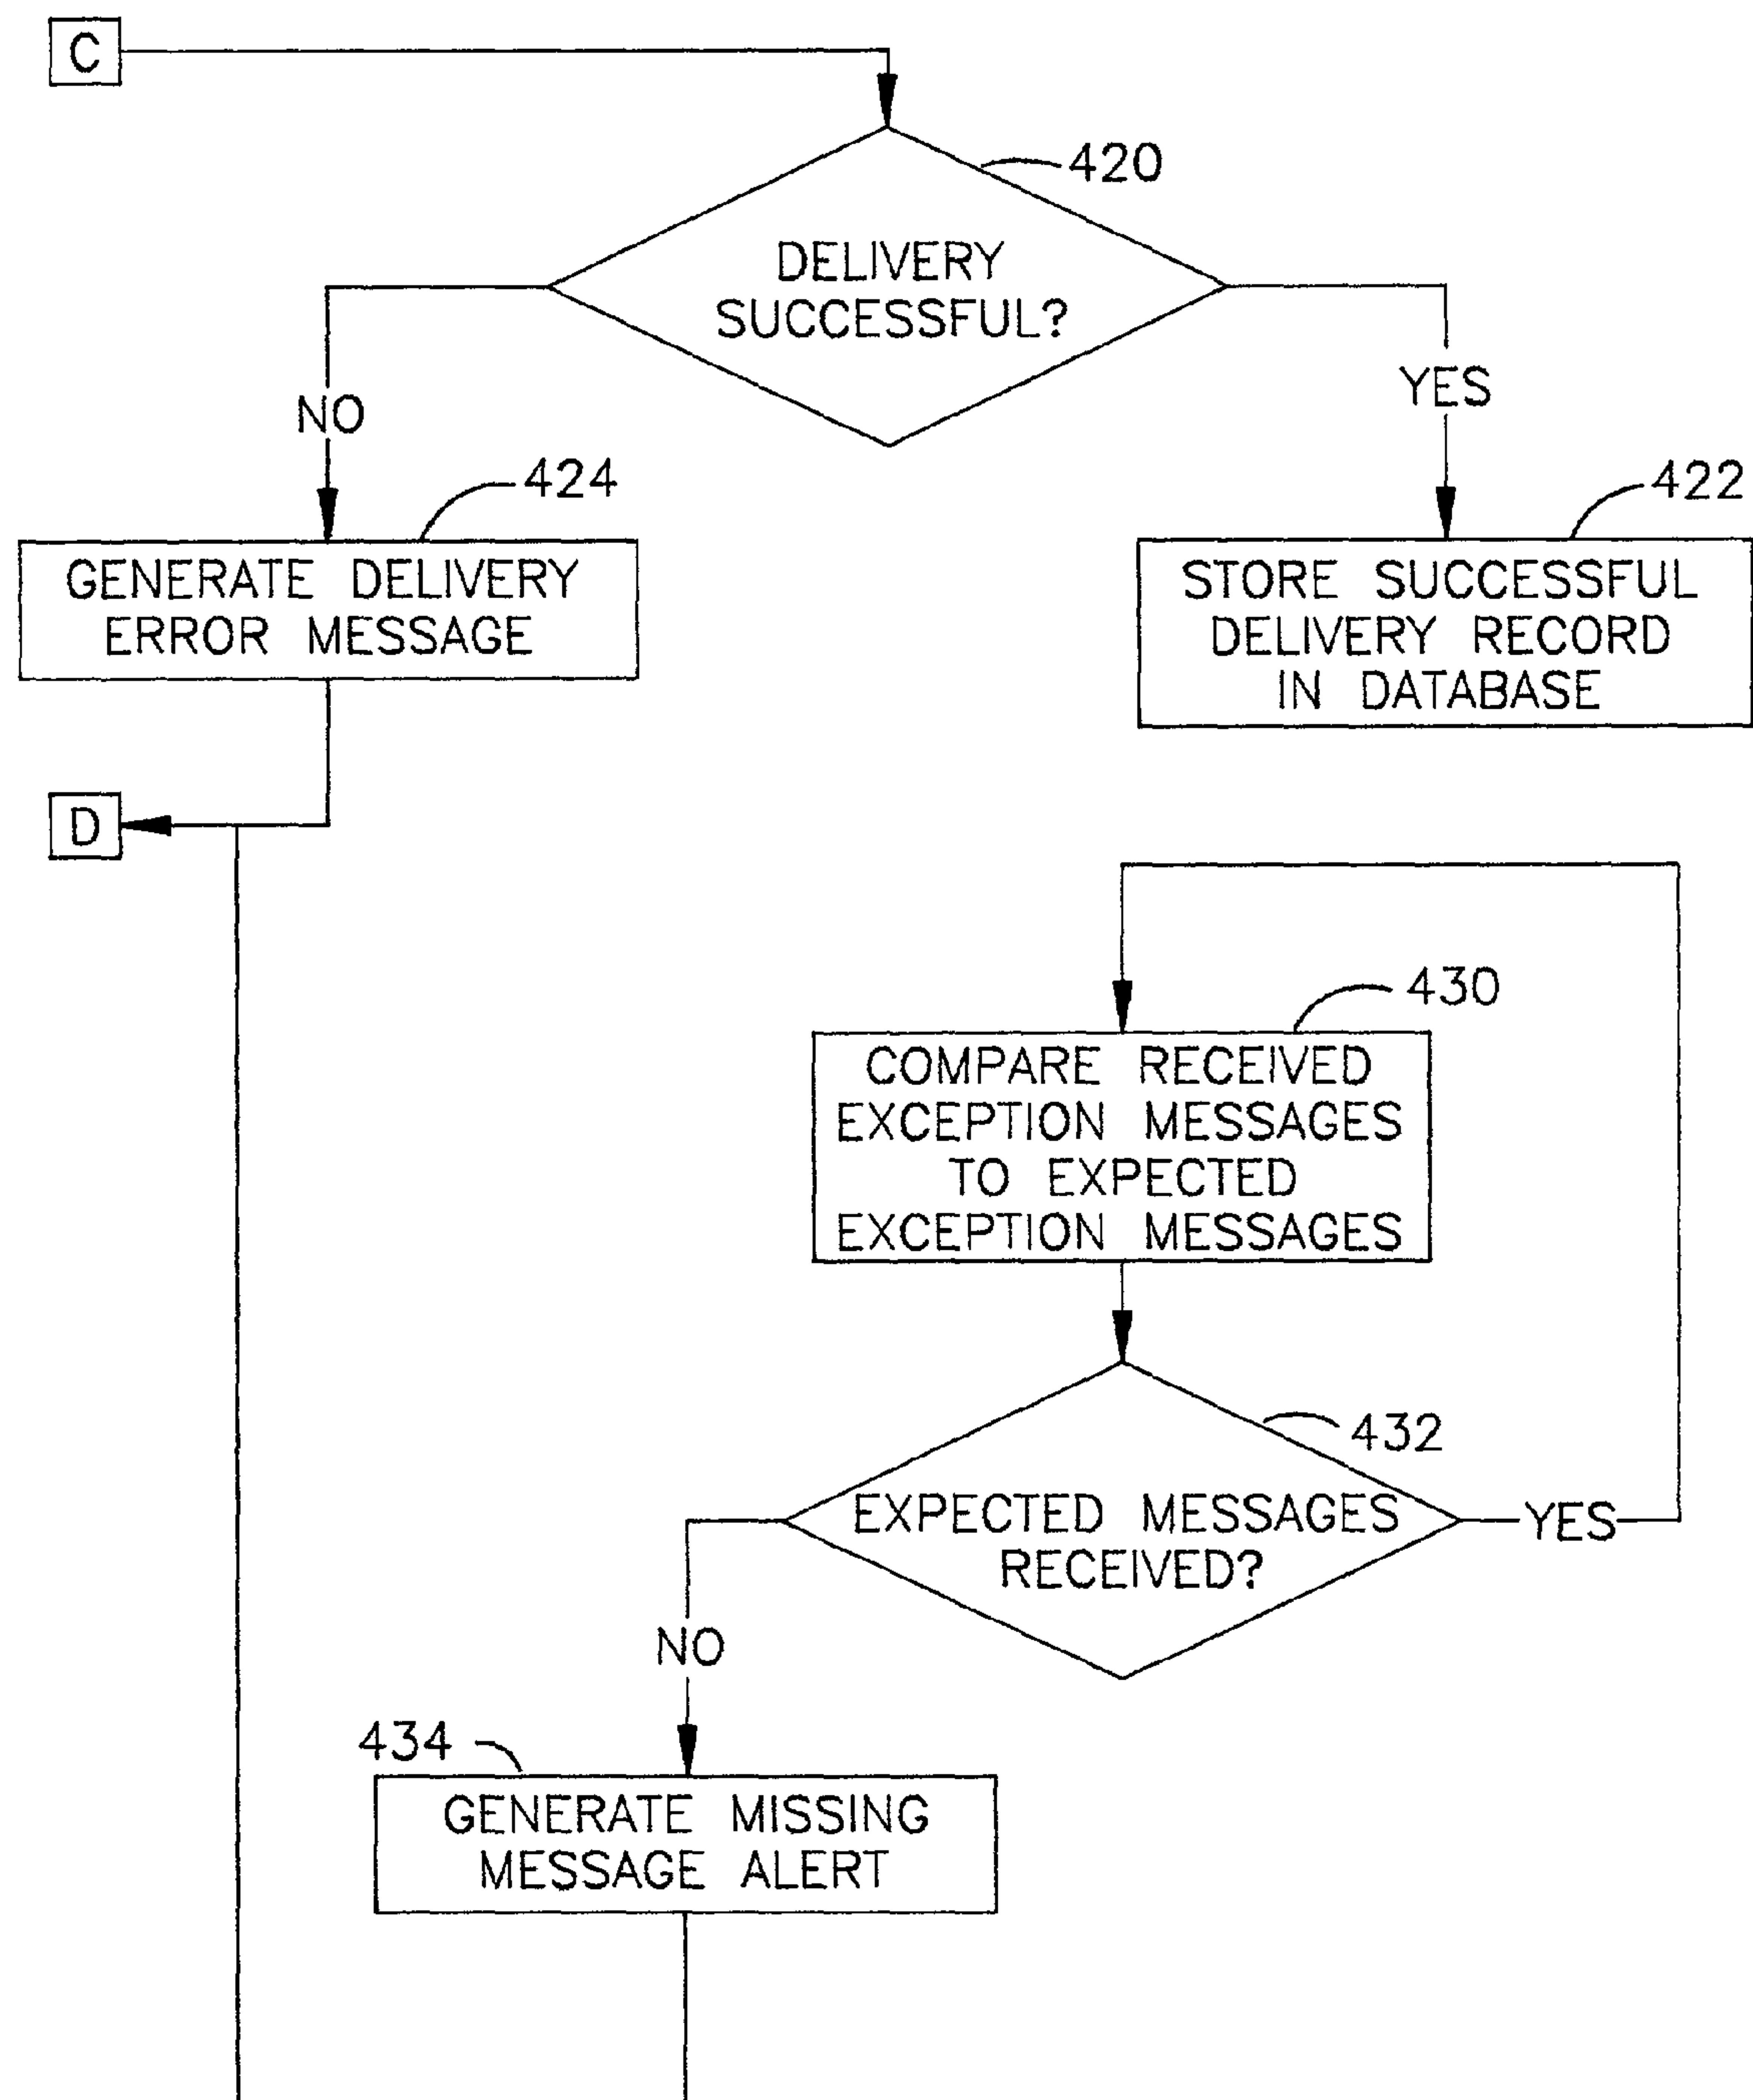 C
420
DELIVERY
SUCCESSFUL?
NO
YES
424
422
GENERATE DELIVERY
ERROR MESSAGE
STORE SUCCESSFUL
DELIVERY RECORD
IN DATABASE
D
430
COMPARE RECEIVED
EXCEPTION MESSAGES
TO EXPECTED
EXCEPTION MESSAGES
432
EXPECTED MESSAGES
RECEIVED?
YES
NO
434
GENERATE MISSING
MESSAGE ALERT